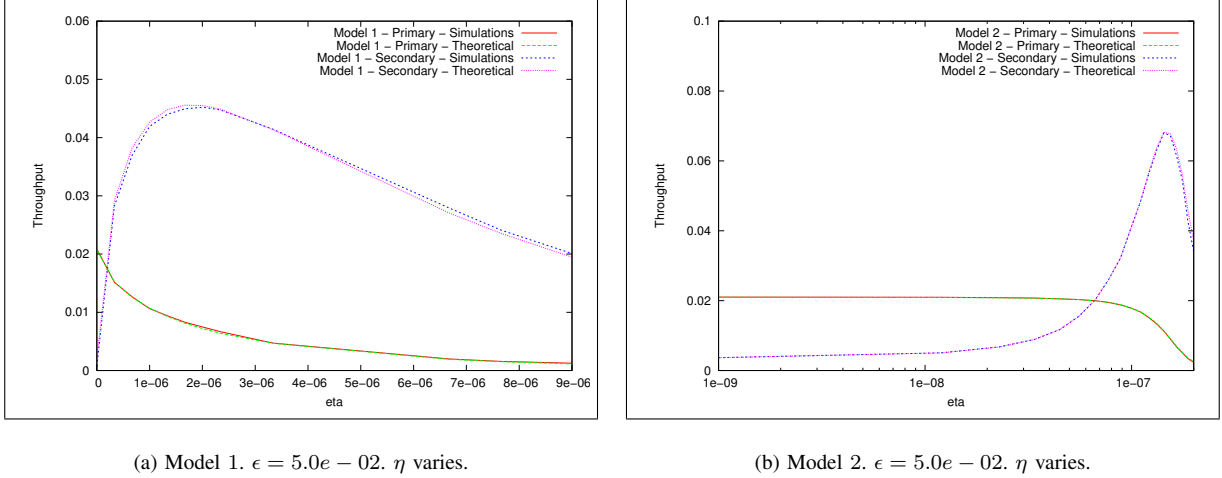 0.06
0.05
0.04
0.03
0.02
0.01
0
Throughput
Model 1 – Primary – Simulations
Model 1 – Primary – Theoretical
Model 1 – Secondary – Simulations
Model 1 – Secondary – Theoretical
0 1e–06 2e–06 3e–06 4e–06 5e–06 6e–06 7e–06 8e–06 9e–06
eta
(a) Model 1. ϵ = 5.0e − 02. η varies.
0.1
0.08
0.06
0.04
0.02
0
Throughput
Model 2 – Primary – Simulations
Model 2 – Primary – Theoretical
Model 2 – Secondary – Simulations
Model 2 – Secondary – Theoretical
1e–09 1e–08 1e–07
eta
(b) Model 2. ϵ = 5.0e − 02. η varies.